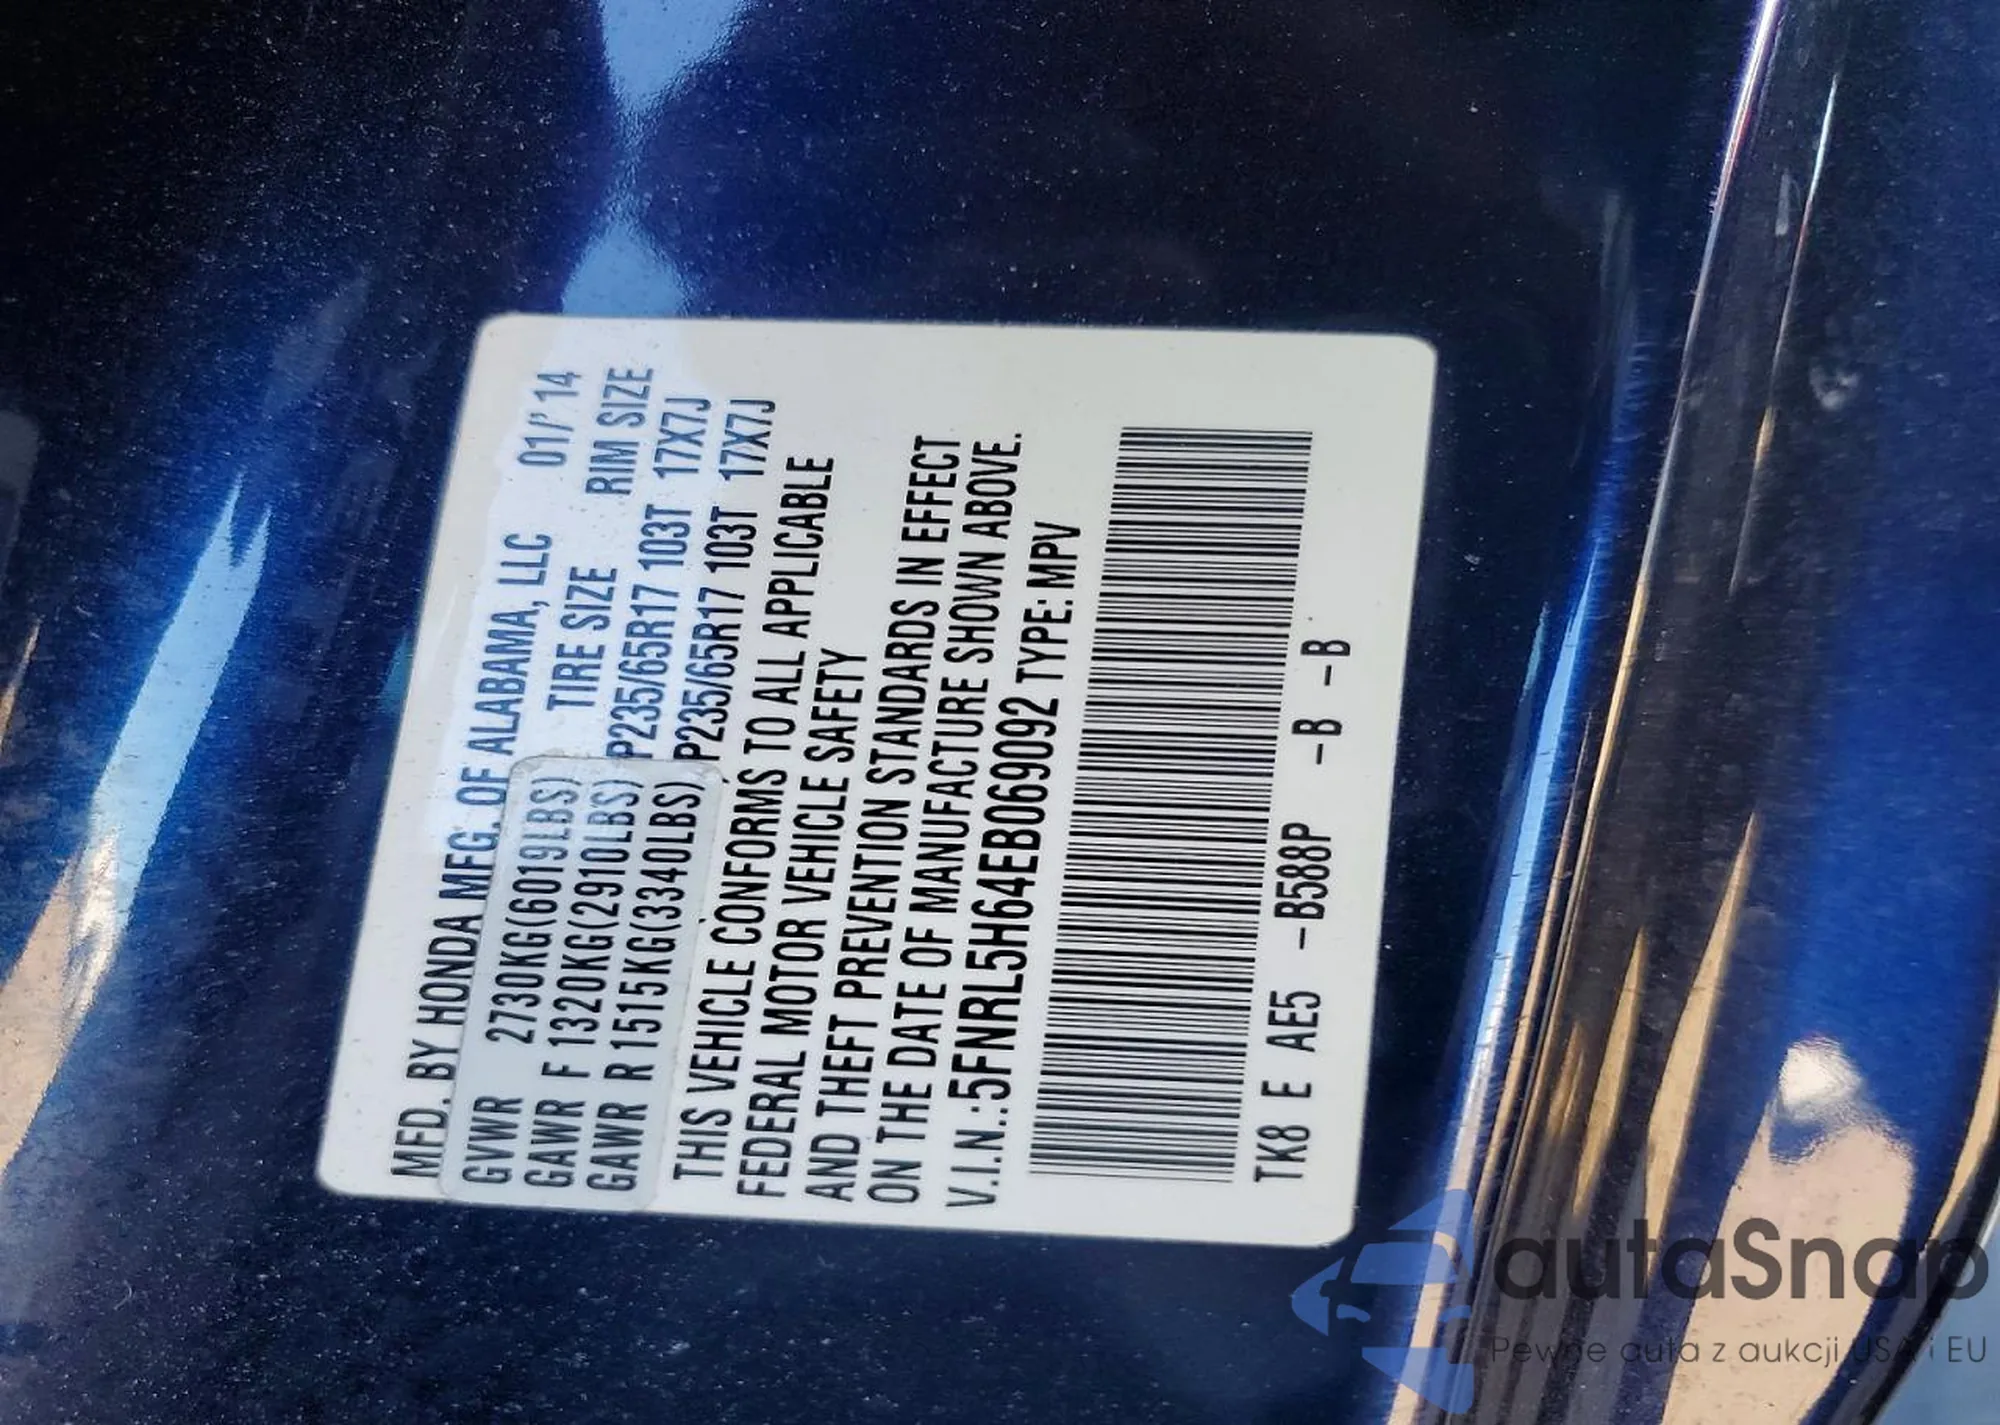 MFD. BY HONDA MFG. OF ALABAMA, LLC 01/'14
TIRE SIZE RIM SIZE
GVWR 2730KG(6019LBS)
GAWR F 1320KG(2910LBS) P235/65R17 103T 17X7J
GAWR R 1515KG(3340LBS) P235/65R17 103T 17X7J
THIS VEHICLE CONFORMS TO ALL APPLICABLE
FEDERAL MOTOR VEHICLE SAFETY
AND THEFT PREVENTION STANDARDS IN EFFECT
ON THE DATE OF MANUFACTURE SHOWN ABOVE.
V.I.N.:5FNRL5H64EB069092 TYPE: MPV
TK8 E AE5 -B588P -B -B
autaSnap
Pewne auta z aukcji USA i EU